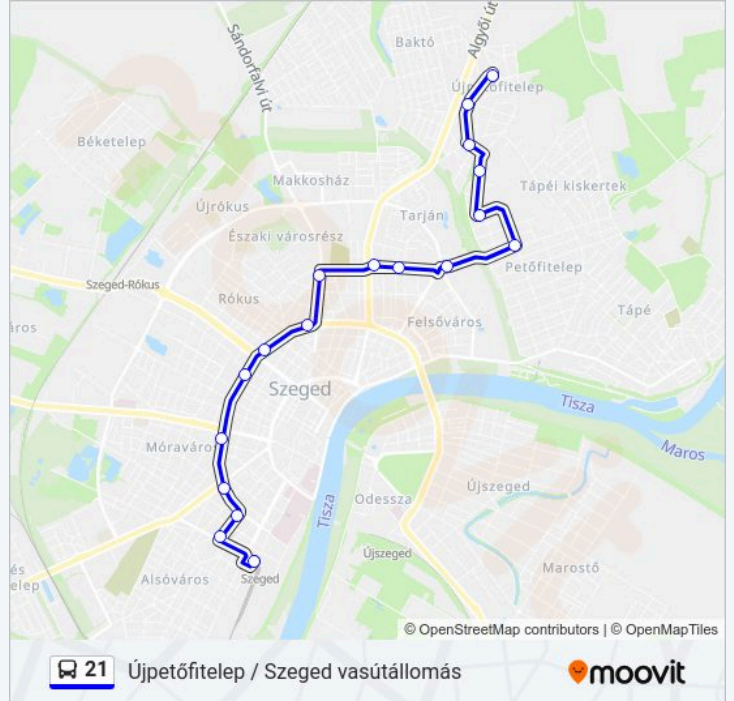 Baktó
Algyői út
Sándorfalvi út
Újpetőfitelep
Béketelep
Makkosház
Tápéi kiskertek
Újrókus
Tarján
Északi városrész
Petőfitelep
Szeged-Rókus
Rókus
Tápé
Felsőváros
Szeged
Tisza
Maros
Móraváros
Újszeged
Odessza
Tisza
Újszeged
Marostő
Alsóváros
Szeged
© OpenStreetMap contributors | © OpenMapTiles
21 Újpetőfitelep / Szeged vasútállomás
moovit